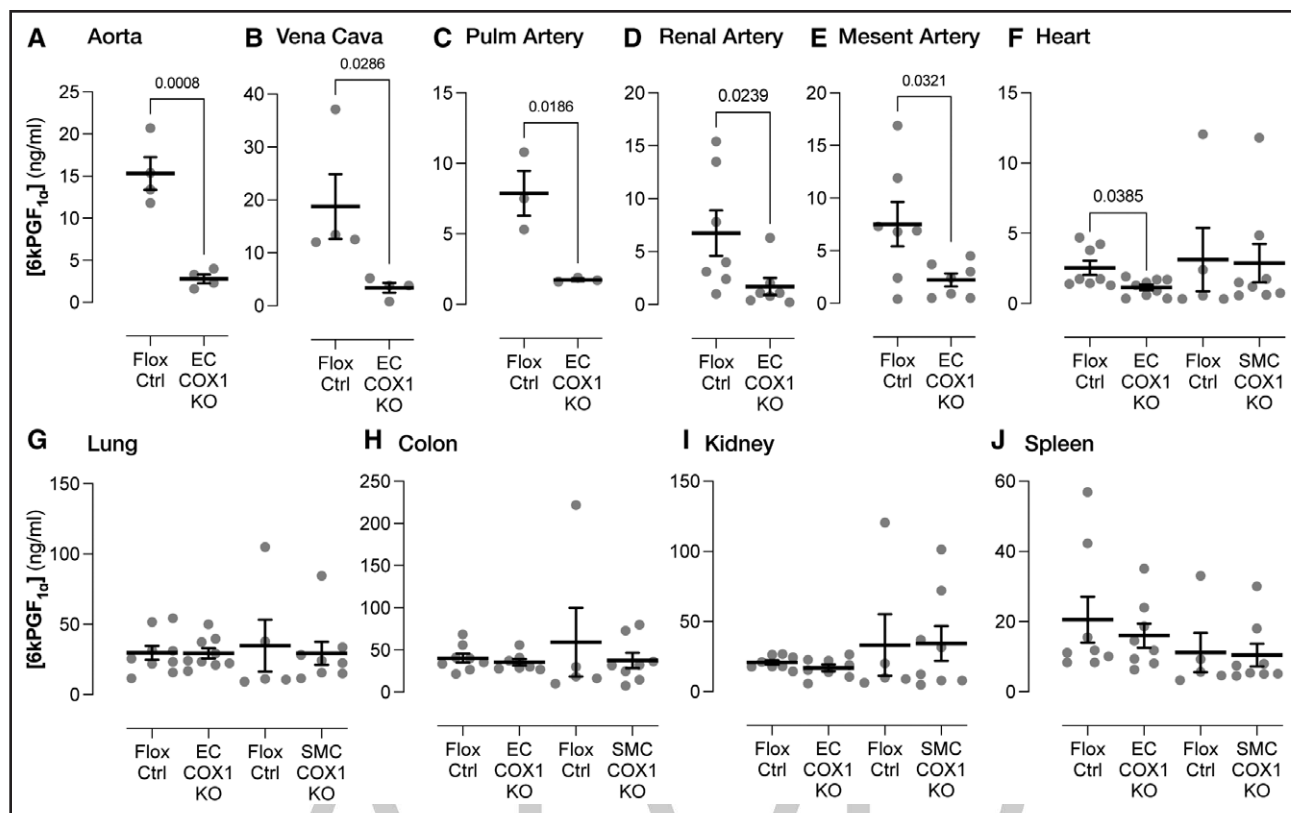 A Aorta
B Vena Cava
C Pulm Artery
D Renal Artery
E Mesent Artery
F Heart
[6kPGF1α] (ng/ml)
0.0008
25
20
15
10
5
0
Flox
Ctrl
EC
COX1
KO
0.0286
40
30
20
10
0
Flox
Ctrl
EC
COX1
KO
0.0186
15
10
5
0
Flox
Ctrl
EC
COX1
KO
0.0239
20
15
10
5
0
Flox
Ctrl
EC
COX1
KO
0.0321
20
15
10
5
0
Flox
Ctrl
EC
COX1
KO
0.0385
15
10
5
0
Flox
Ctrl
EC
COX1
KO
Flox
Ctrl
SMC
COX1
KO
G Lung
H Colon
I Kidney
J Spleen
[6kPGF1α] (ng/ml)
150
100
50
0
Flox
Ctrl
EC
COX1
KO
Flox
Ctrl
SMC
COX1
KO
250
200
150
100
50
0
Flox
Ctrl
EC
COX1
KO
Flox
Ctrl
SMC
COX1
KO
150
100
50
0
Flox
Ctrl
EC
COX1
KO
Flox
Ctrl
SMC
COX1
KO
60
40
20
0
Flox
Ctrl
EC
COX1
KO
Flox
Ctrl
SMC
COX1
KO